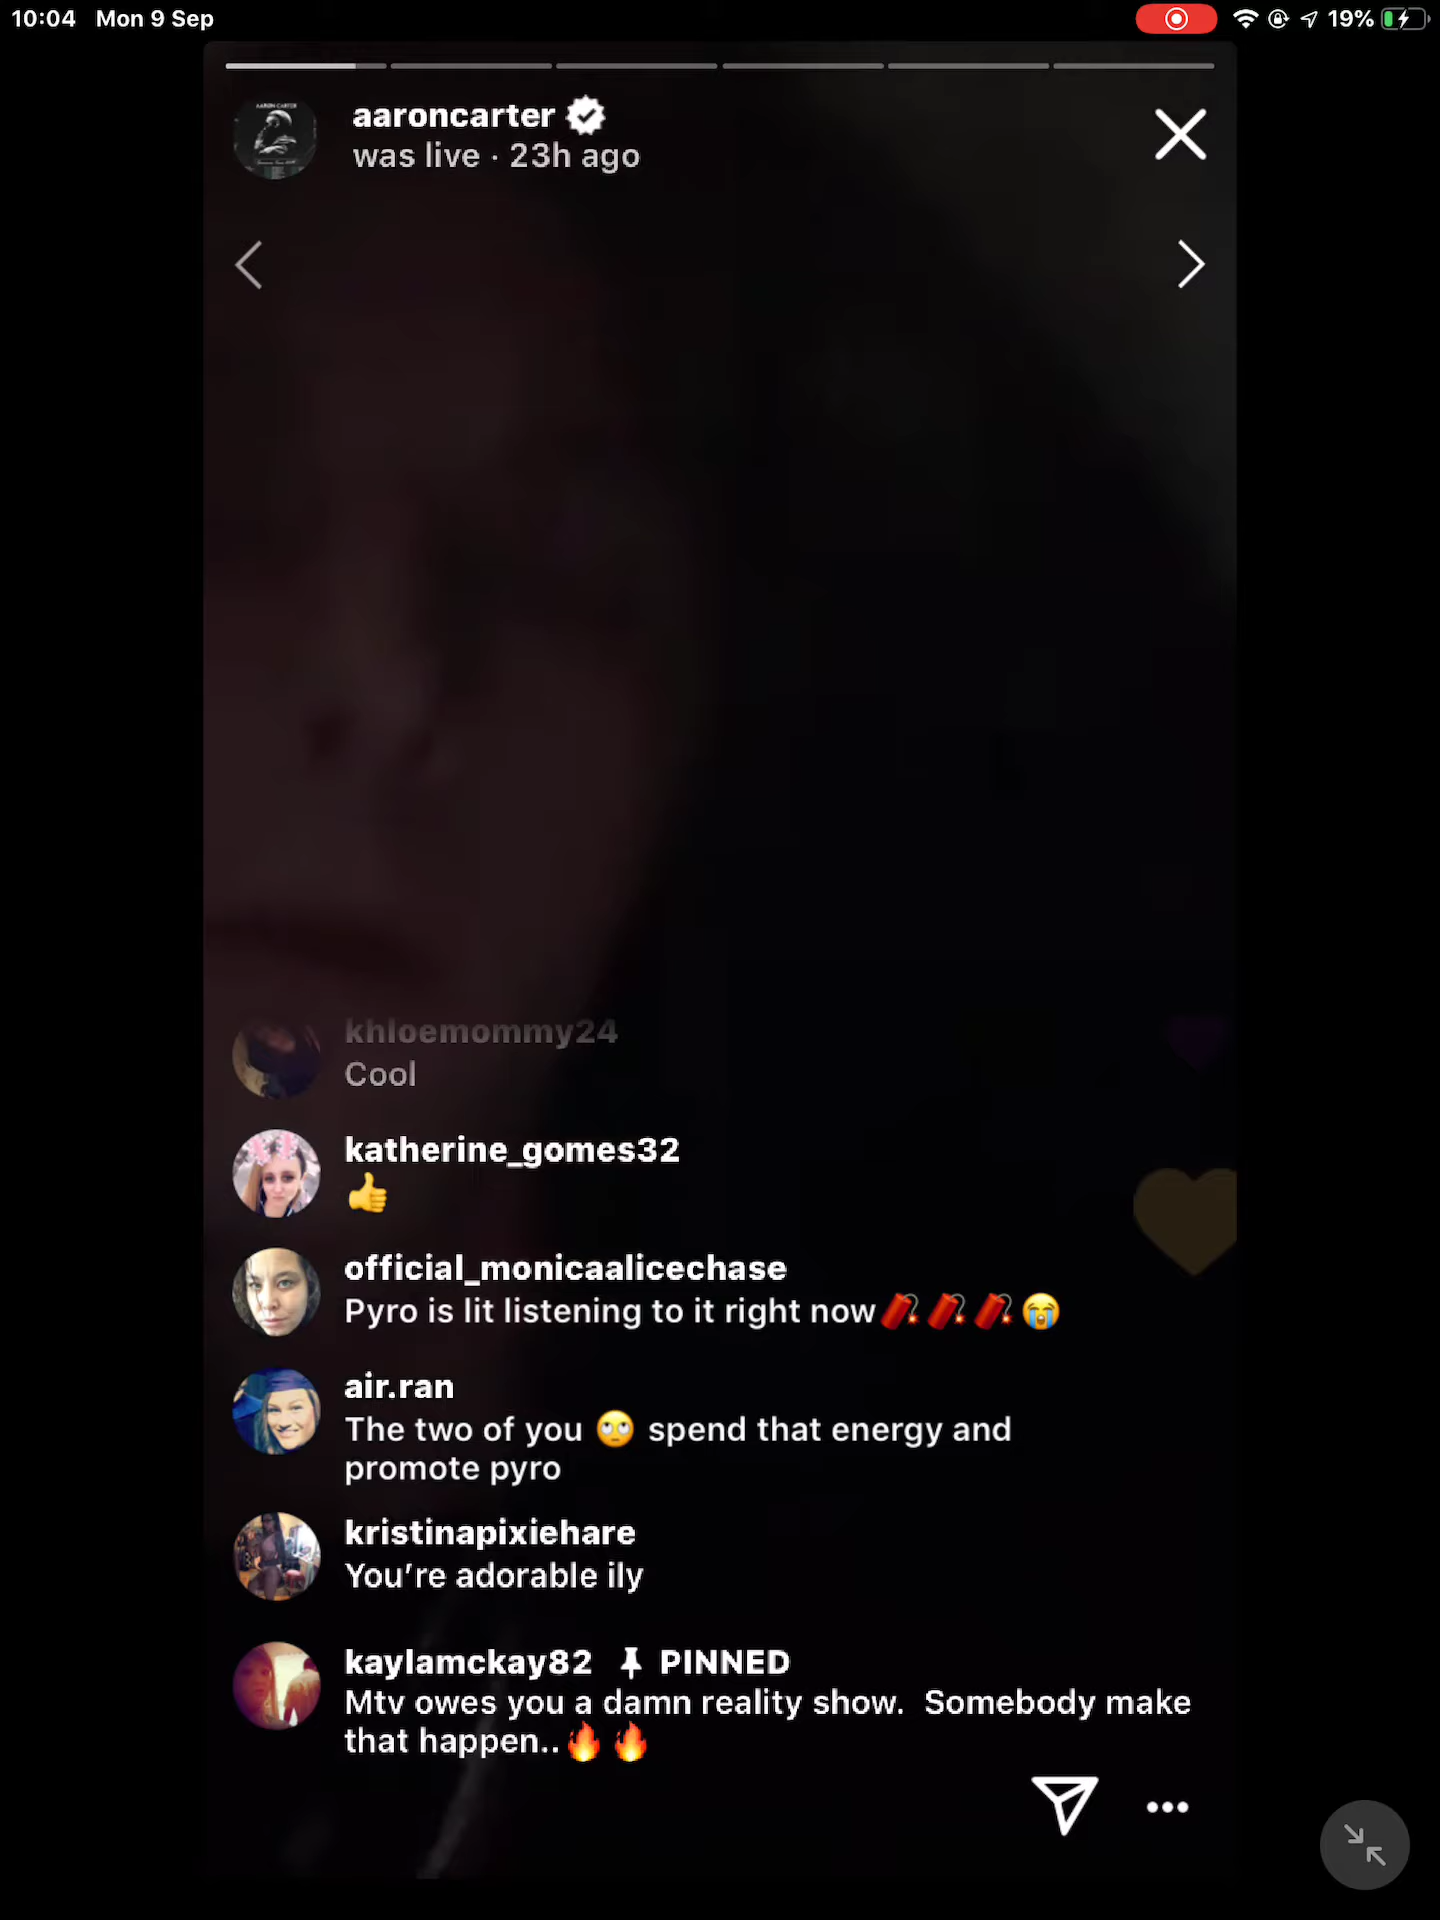 10:04 Mon 9 Sep
19%
aaroncarter
was live · 23h ago
khloemommy24
Cool
katherine_gomes32
👍
official_monicaalicechase
Pyro is lit listening to it right now🧨🧨🧨😭
air.ran
The two of you 🙄 spend that energy and
promote pyro
kristinapixiehare
You’re adorable ily
kaylamckay82 📌 PINNED
Mtv owes you a damn reality show.  Somebody make
that happen..🔥🔥